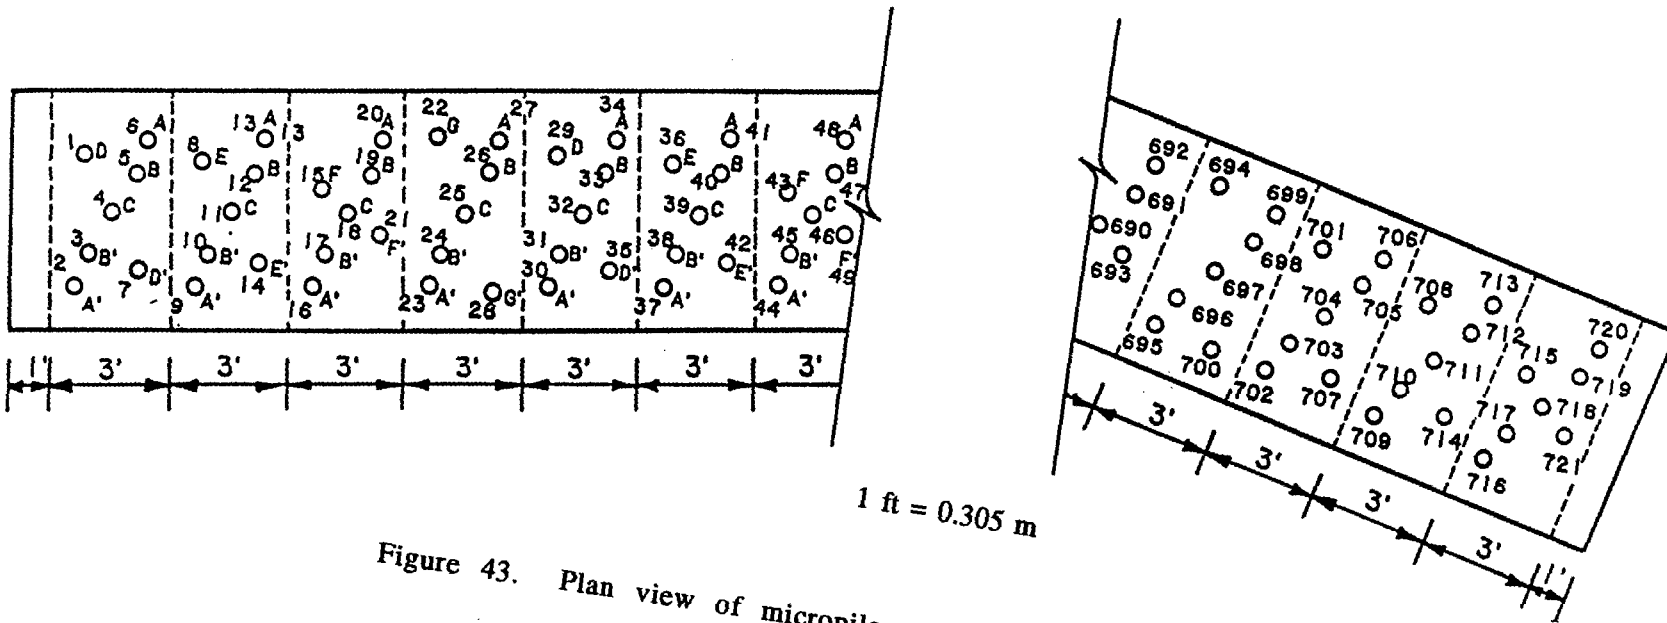 1 D
6 A
5 B
4 C
3 B'
2 A'
7 D'
8 E
13 A
13
12 B
11 C
10 B'
9 A'
14 E'
15 F
20 A
19 B
18 C
21 F'
17 B'
16 A'
22 G
27 A
26 B
25 C
24 B'
23 A'
28 G'
29 D
34 A
33 B
32 C
31 B'
30 A'
35 D'
36 E
A 41
40 B
39 C
38 B'
37 A'
42 E'
43 F
48 A
B 47
C 46
F' 49
45 B'
44 A'
692
691
690
693
694
699
698
697
696
695
700
701
706
705
704
703
702
707
708
713
712
711
710
709
714
715
720
719
718
717
716
721
1' 3' 3' 3' 3' 3' 3' 3'
3' 3' 3' 3' 1'
1 ft = 0.305 m
Figure 43. Plan view of micropile